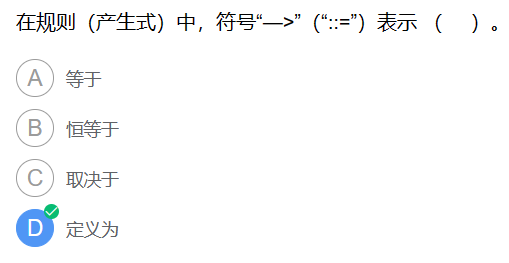 在规则（产生式）中，符号“—>”（“::=”）表示 （ ）。
A 等于
B 恒等于
C 取决于
D 定义为